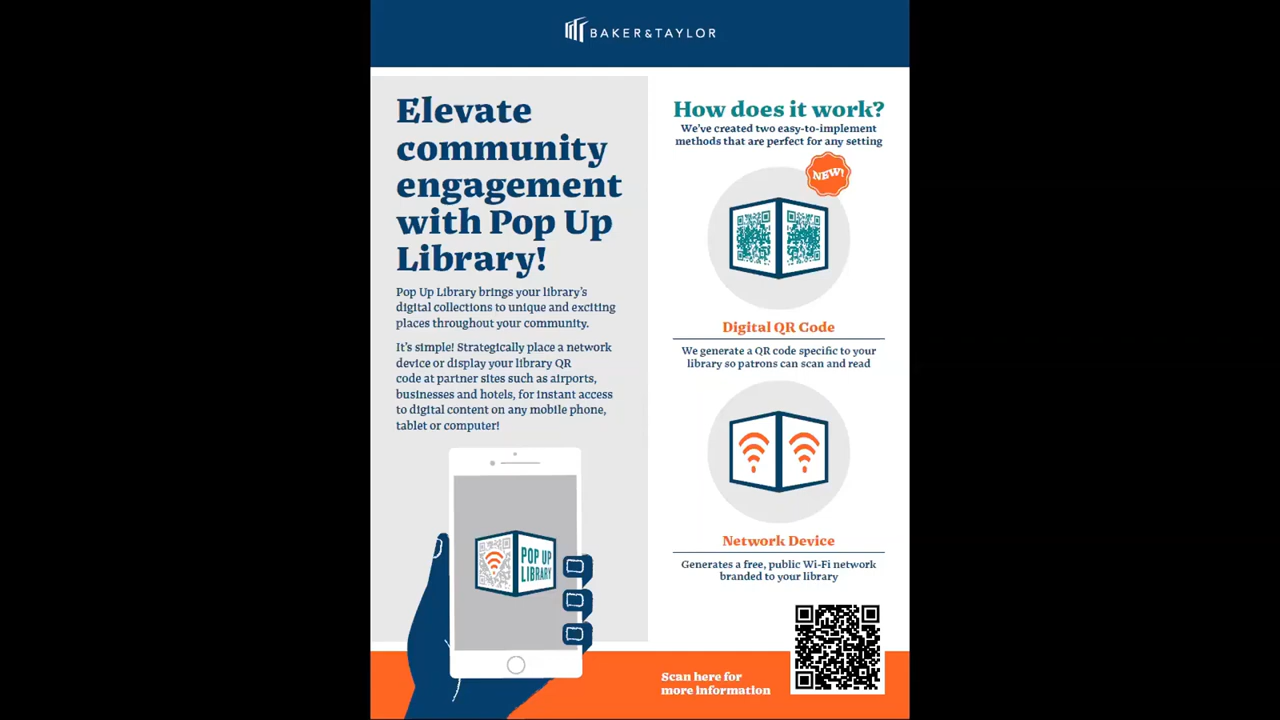 BAKER&TAYLOR
Elevate
community
engagement
with Pop Up
Library!
Pop Up Library brings your library's
digital collections to unique and exciting
places throughout your community.
It's simple! Strategically place a network
device or display your library QR
code at partner sites such as airports,
businesses and hotels, for instant access
to digital content on any mobile phone,
tablet or computer!
POP UP
LIBRARY
How does it work?
We've created two easy-to-implement
methods that are perfect for any setting
NEW!
Digital QR Code
We generate a QR code specific to your
library so patrons can scan and read
Network Device
Generates a free, public Wi-Fi network
branded to your library
Scan here for
more information